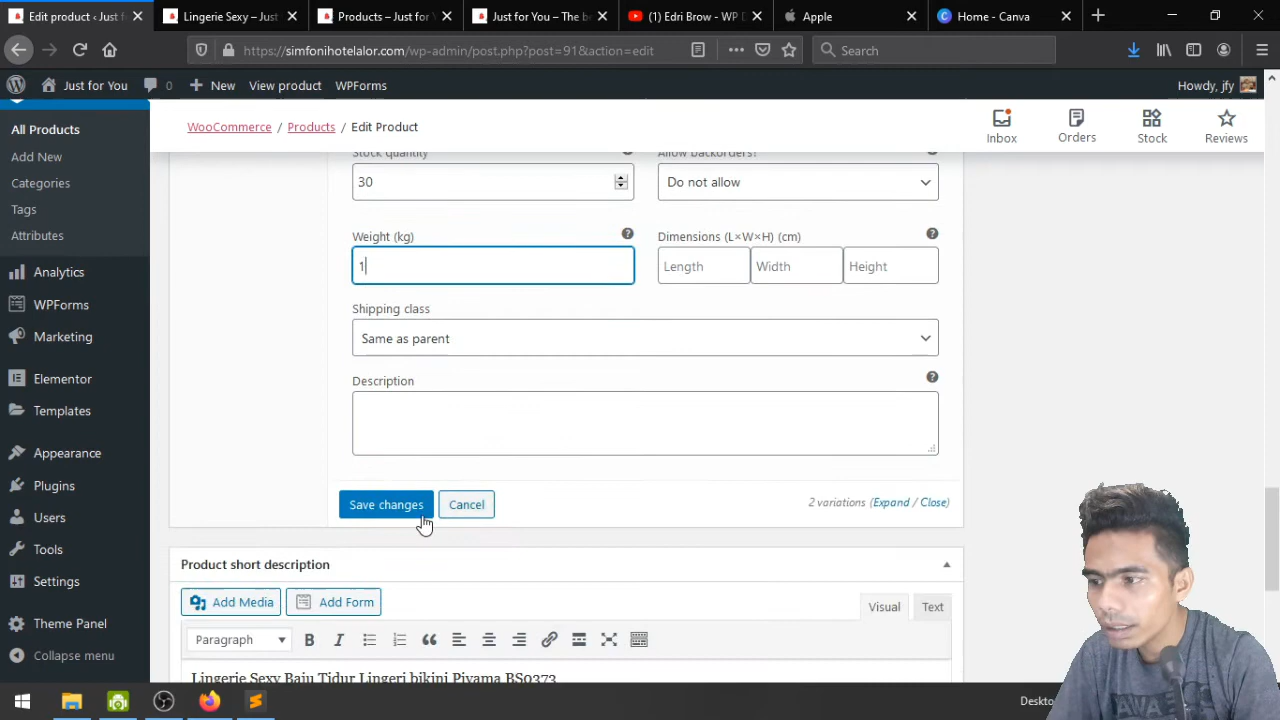 Edit product ‹ Just f
Lingerie Sexy – Just
Products – Just for Y
Just for You – The b
(1) Edri Brow - WP D
Apple
Home - Canva
https://simfonihotelalor.com/wp-admin/post.php?post=91&action=edit
Search
Just for You
0
New
View product
WPForms
Howdy, jfy
All Products
Add New
Categories
Tags
Attributes
Analytics
WPForms
Marketing
Elementor
Templates
Appearance
Plugins
Users
Tools
Settings
Theme Panel
Collapse menu
WooCommerce / Products / Edit Product
Inbox
Orders
Stock
Reviews
Stock quantity
Allow backorders?
30
Do not allow
Weight (kg)
Dimensions (L×W×H) (cm)
1
Length
Width
Height
Shipping class
Same as parent
Description
Save changes
Cancel
2 variations (Expand / Close)
Product short description
Add Media
Add Form
Visual
Text
Paragraph
Lingerie Sexy Baju Tidur Lingeri bikini Piyama BS0373